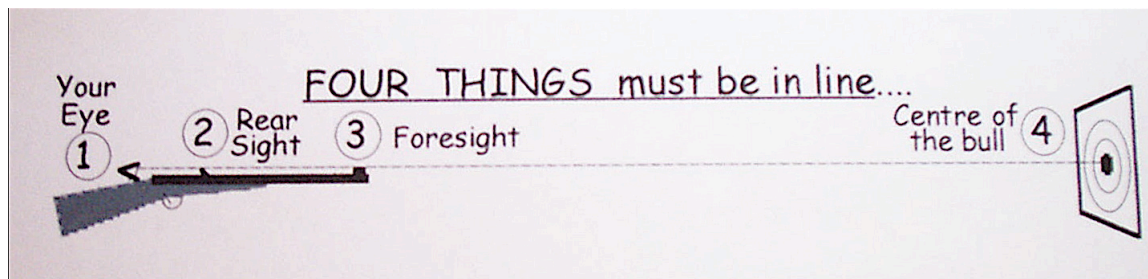 FOUR THINGS must be in line....
Your
Eye
1
2
Rear
Sight
3
Foresight
Centre of
the bull
4